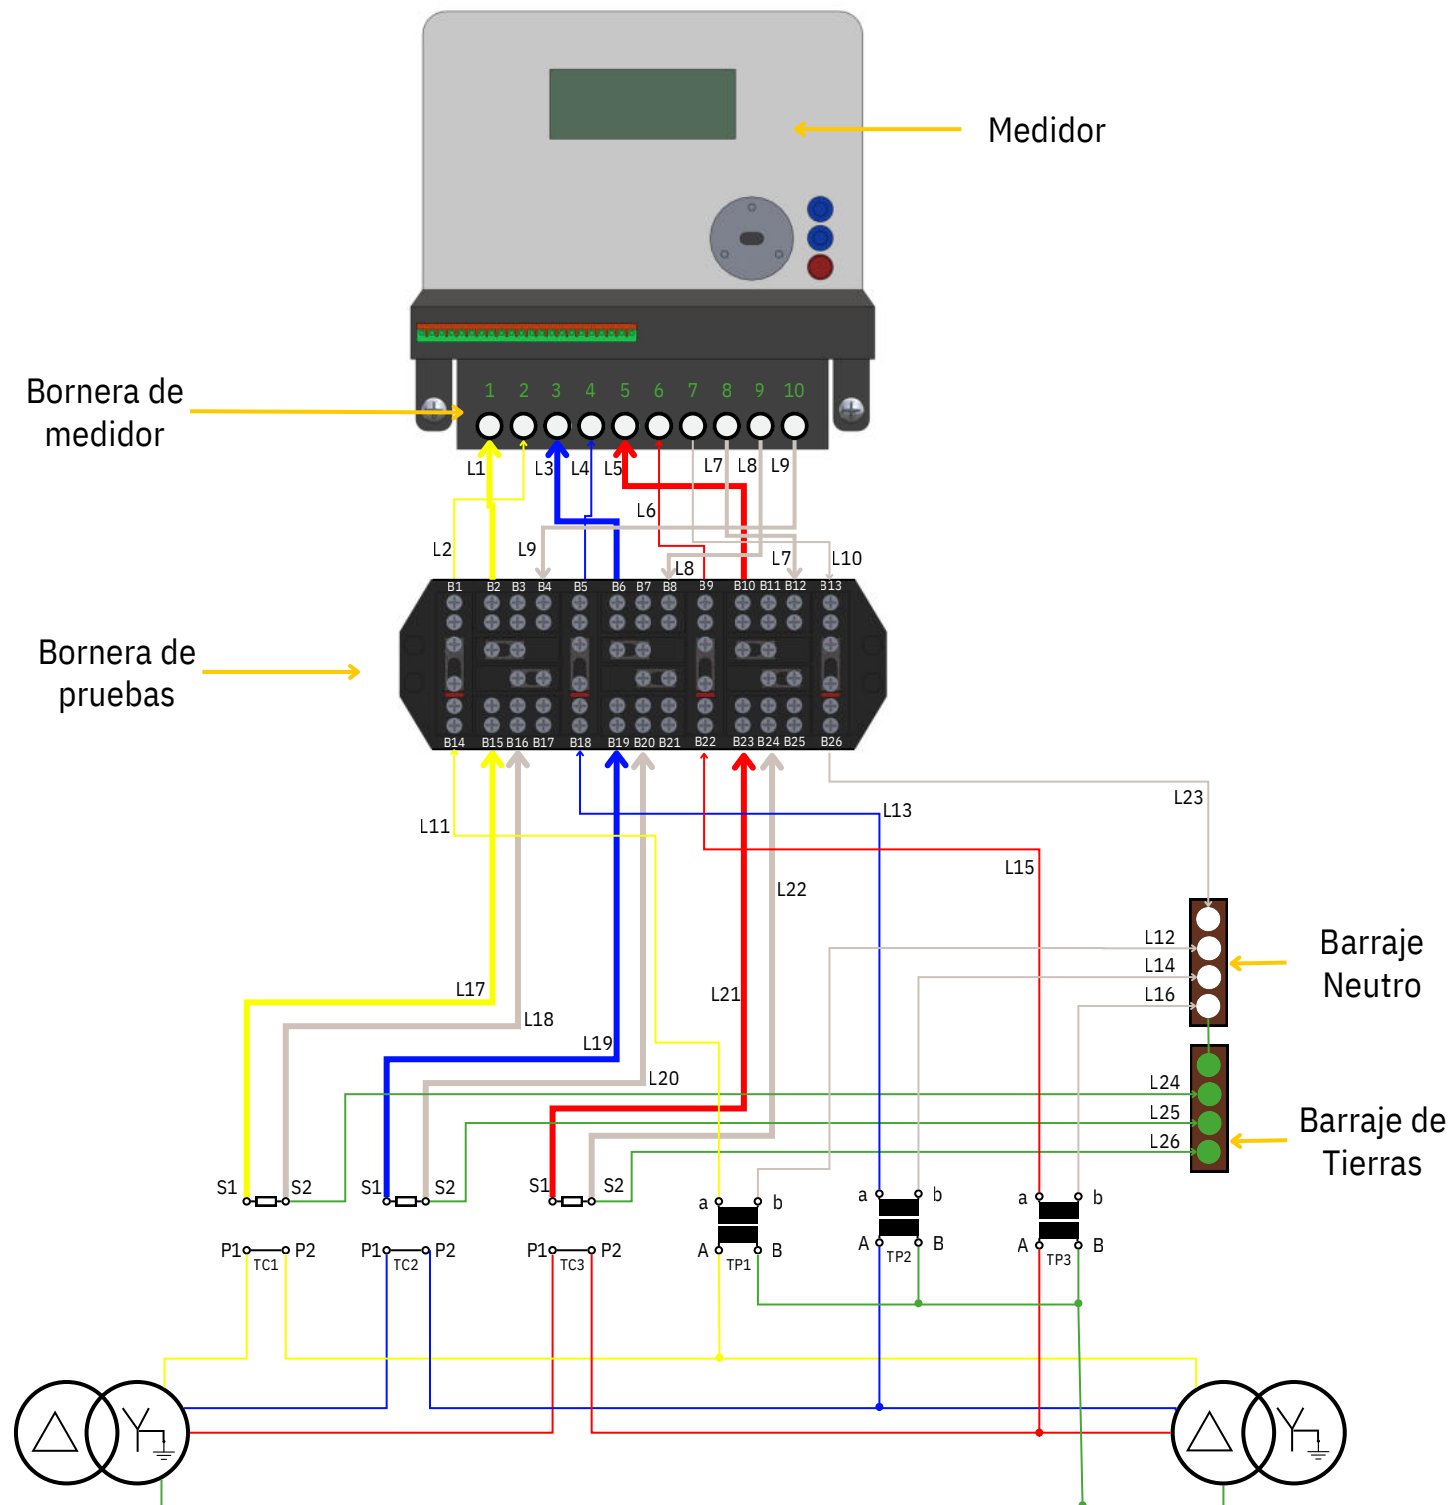 Medidor
Bornera de
medidor
1 2 3 4 5 6 7 8 9 10
L1 L3 L4 L5 L7 L8 L9
L6
L2 L9 L8 L7 L10
B1 B2 B3 B4 B5 B6 B7 B8 B9 B10 B11 B12 B13
Bornera de
pruebas
B14 B15 B16 B17 B18 B19 B20 B21 B22 B23 B24 B25 B26
L23
L13
L11
L15
L22
L12
Barraje
Neutro
L14
L17 L21 L16
L18
L19
L20
L24
L25
L26
Barraje de
Tierras
S1 S2 S1 S2 S1 S2 a b a b a b
P1 P2 P1 P2 P1 P2 A B A B A B
TC1 TC2 TC3 TP1 TP2 TP3